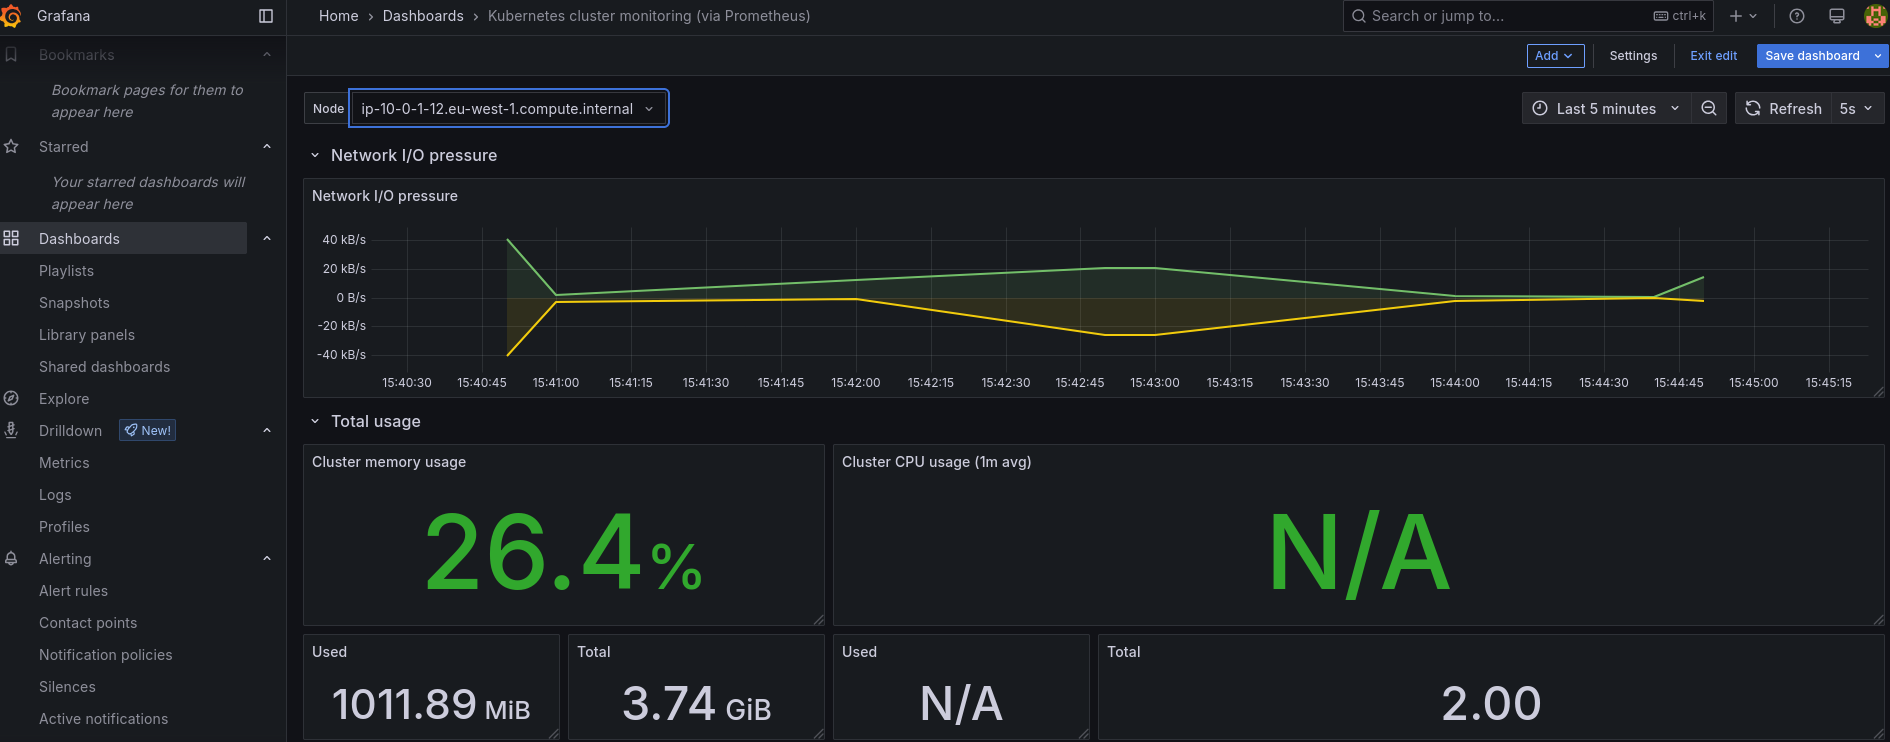 Grafana
Home › Dashboards › Kubernetes cluster monitoring (via Prometheus)
Search or jump to... ctrl+k
Add Settings Exit edit Save dashboard
Bookmarks
Bookmark pages for them to
appear here
Starred
Your starred dashboards will
appear here
Dashboards
Playlists
Snapshots
Library panels
Shared dashboards
Explore
Drilldown New!
Metrics
Logs
Profiles
Alerting
Alert rules
Contact points
Notification policies
Silences
Active notifications
Node ip-10-0-1-12.eu-west-1.compute.internal
Last 5 minutes Refresh 5s
Network I/O pressure
Network I/O pressure
40 kB/s
20 kB/s
0 B/s
-20 kB/s
-40 kB/s
15:40:30 15:40:45 15:41:00 15:41:15 15:41:30 15:41:45 15:42:00 15:42:15 15:42:30 15:42:45 15:43:00 15:43:15 15:43:30 15:43:45 15:44:00 15:44:15 15:44:30 15:44:45 15:45:00 15:45:15
Total usage
Cluster memory usage
26.4%
Cluster CPU usage (1m avg)
N/A
Used
1011.89 MiB
Total
3.74 GiB
Used
N/A
Total
2.00